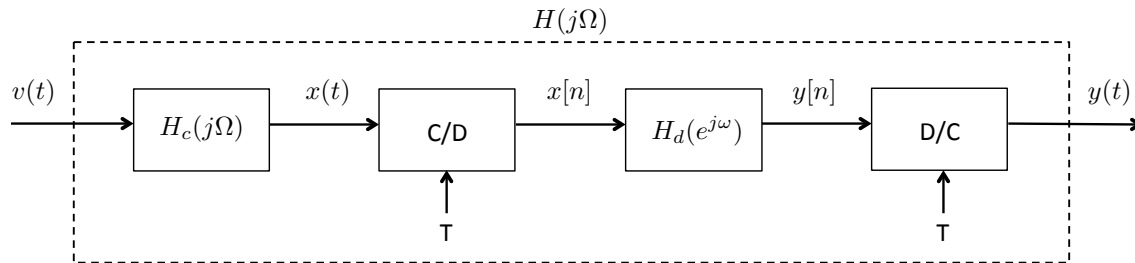 H(jΩ)
v(t) x(t) x[n] y[n] y(t)
H_c(jΩ) C/D H_d(e^{jω}) D/C
T T